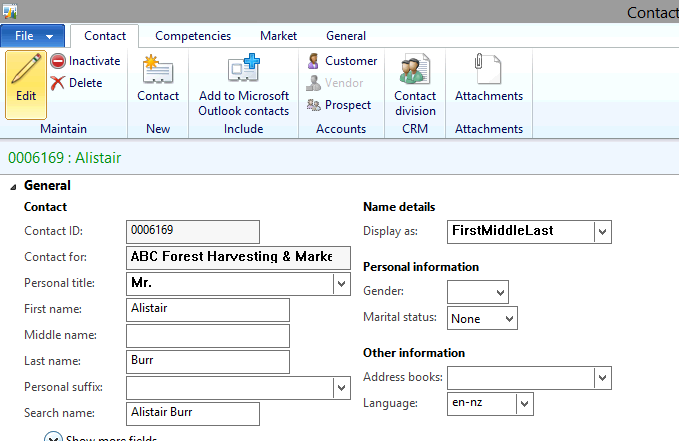 Contact
File Contact Competencies Market General
Edit
Inactivate
Delete
Maintain
Contact
New
Add to Microsoft
Outlook contacts
Include
Customer
Vendor
Prospect
Accounts
Contact
division
CRM
Attachments
Attachments
0006169 : Alistair
General
Contact
Contact ID: 0006169
Contact for: ABC Forest Harvesting & Marke
Personal title: Mr.
First name: Alistair
Middle name:
Last name: Burr
Personal suffix:
Search name: Alistair Burr
Show more fields
Name details
Display as: FirstMiddleLast
Personal information
Gender:
Marital status: None
Other information
Address books:
Language: en-nz